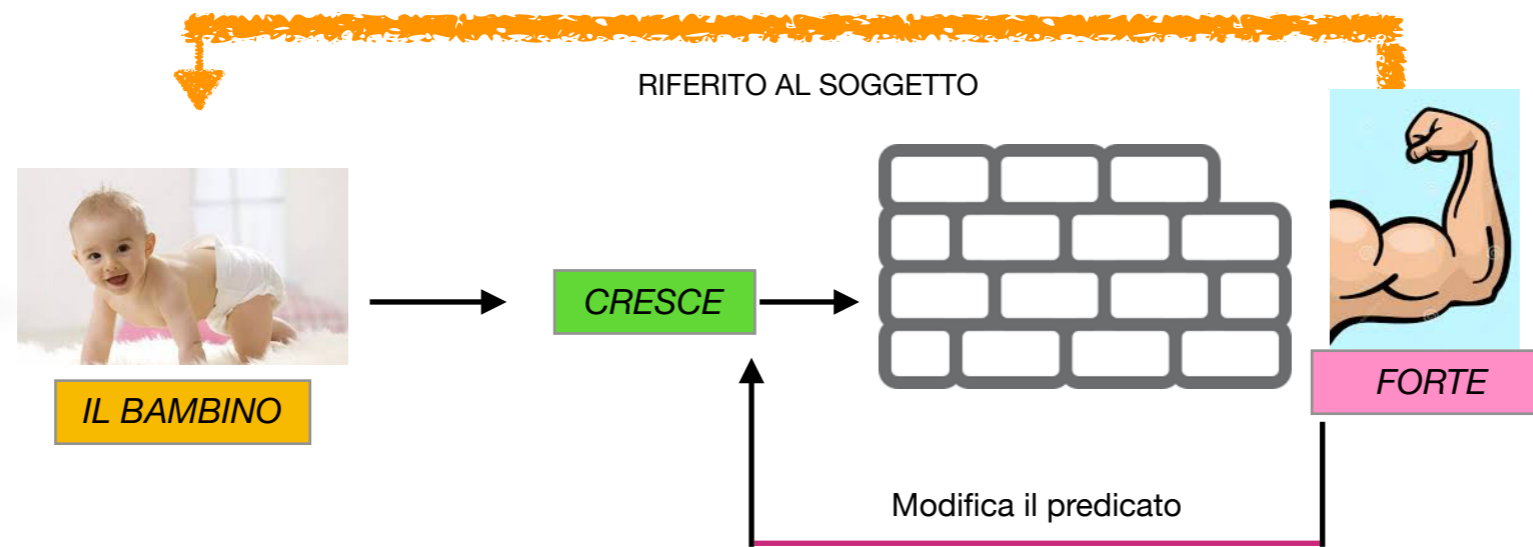 RIFERITO AL SOGGETTO
CRESCE
IL BAMBINO
FORTE
Modifica il predicato